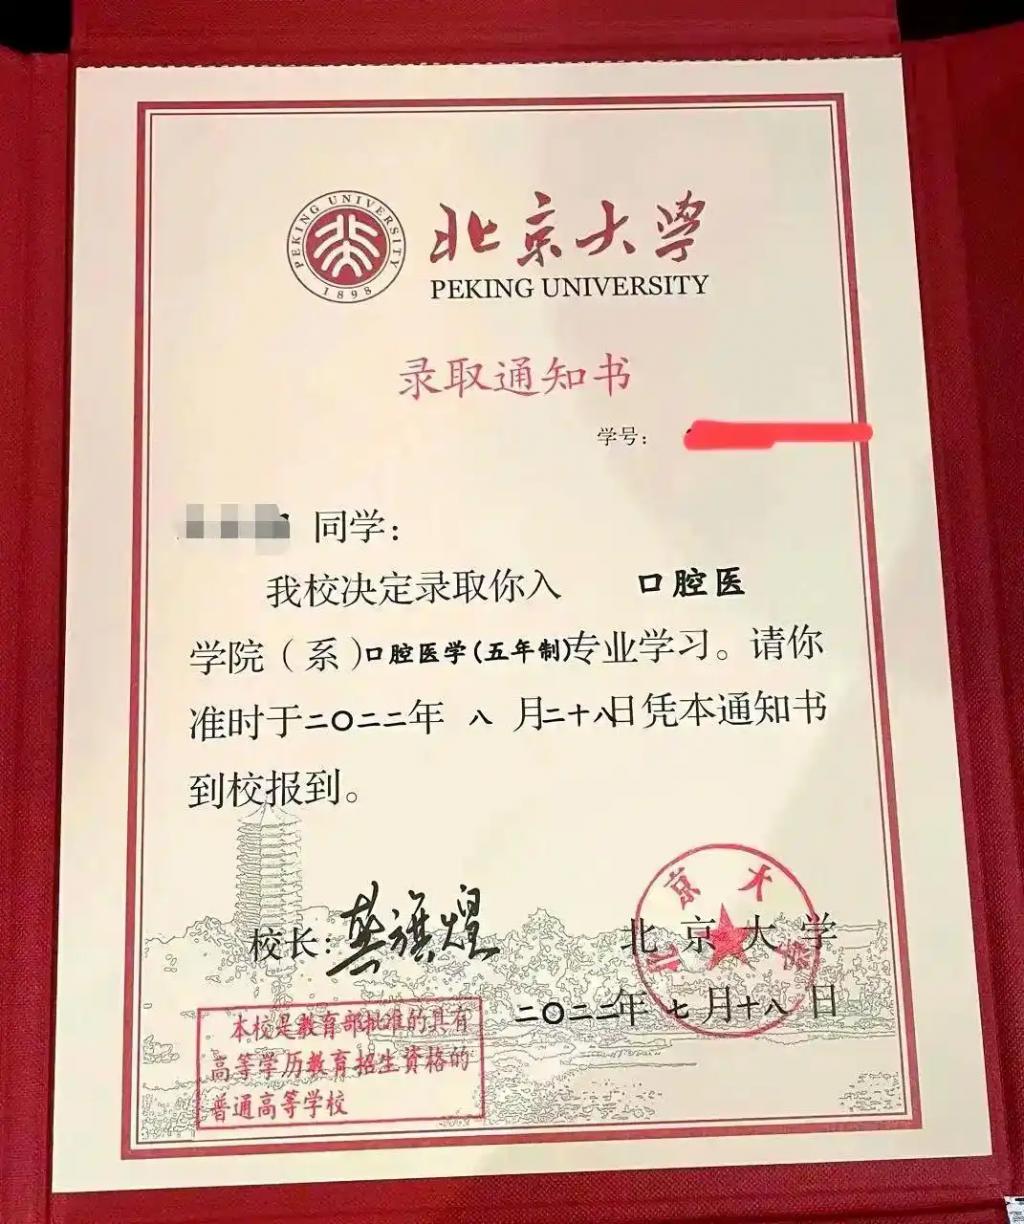 PEKING UNIVERSITY
1898
北京大学
PEKING UNIVERSITY
录取通知书
学号：
同学：
我校决定录取你入 口腔医
学院（系）口腔医学(五年制)专业学习。请你
准时于二〇二二年 八 月二十八日凭本通知书
到校报到。
校长：龚旗煌
北京大学
北京大学
二〇二二年七月十八日
本校是教育部批准的具有
高等学历教育招生资格的
普通高等学校